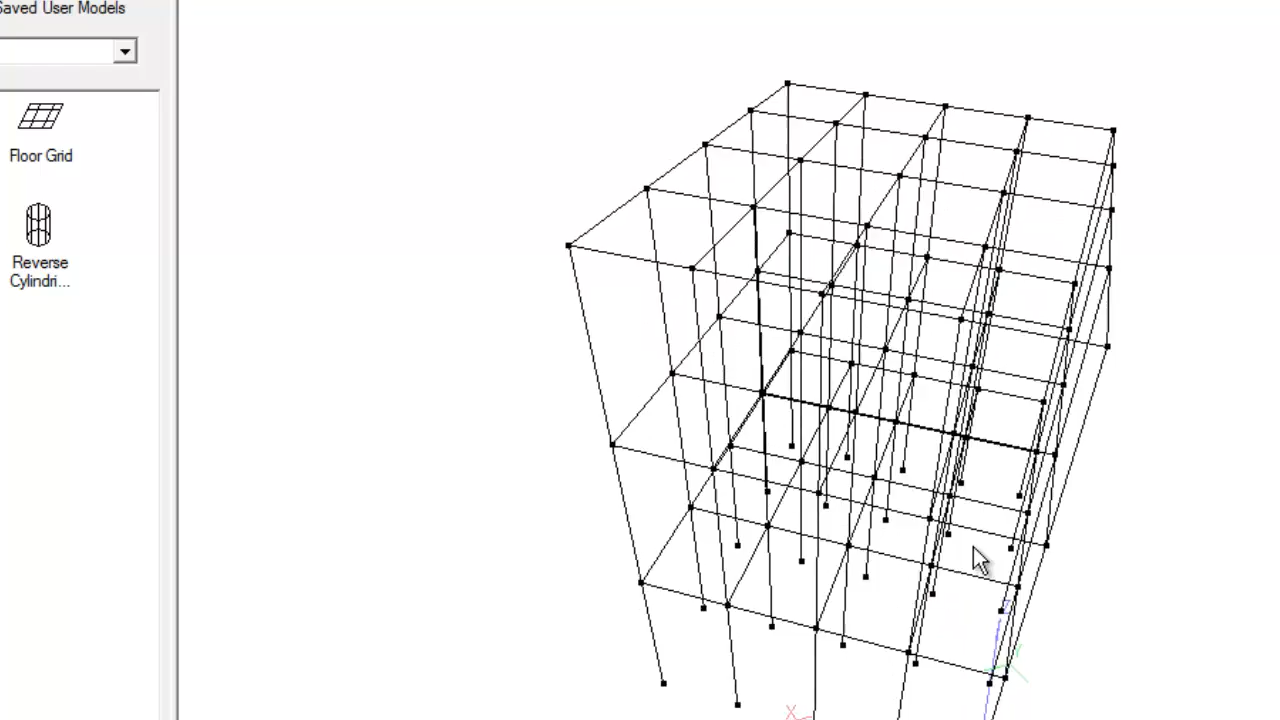 Saved User Models
Floor Grid
Reverse
Cylindri...
X